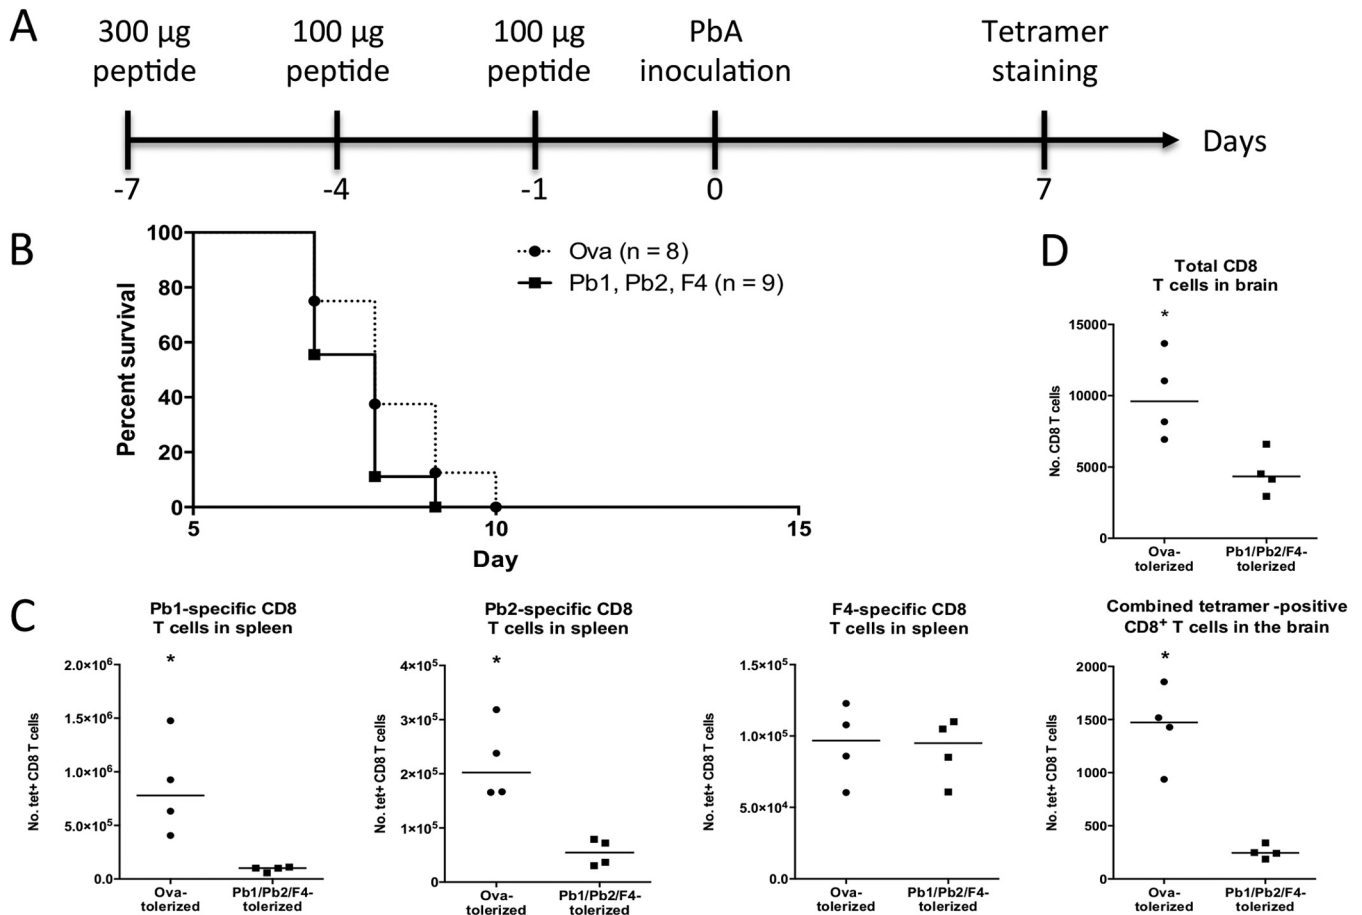 A
300 µg
peptide
100 µg
peptide
100 µg
peptide
PbA
inoculation
Tetramer
staining
Days
-7
-4
-1
0
7
B
Percent survival
100
80
60
40
20
0
5
10
15
Day
Ova (n = 8)
Pb1, Pb2, F4 (n = 9)
D
Total CD8
T cells in brain
*
No. CD8 T cells
15000
10000
5000
0
Ova-
tolerized
Pb1/Pb2/F4-
tolerized
C
Pb1-specific CD8
T cells in spleen
*
No. tet+ CD8 T cells
2.0×10⁶
1.5×10⁶
1.0×10⁶
5.0×10⁵
0.0
Ova-
tolerized
Pb1/Pb2/F4-
tolerized
Pb2-specific CD8
T cells in spleen
*
No. tet+ CD8 T cells
4×10⁵
3×10⁵
2×10⁵
1×10⁵
0
Ova-
tolerized
Pb1/Pb2/F4-
tolerized
F4-specific CD8
T cells in spleen
No. tet+ CD8 T cells
1.5×10⁵
1.0×10⁵
5.0×10⁴
0.0
Ova-
tolerized
Pb1/Pb2/F4-
tolerized
Combined tetramer -positive
CD8⁺ T cells in the brain
*
No. tet+ CD8 T cells
2000
1500
1000
500
0
Ova-
tolerized
Pb1/Pb2/F4-
tolerized